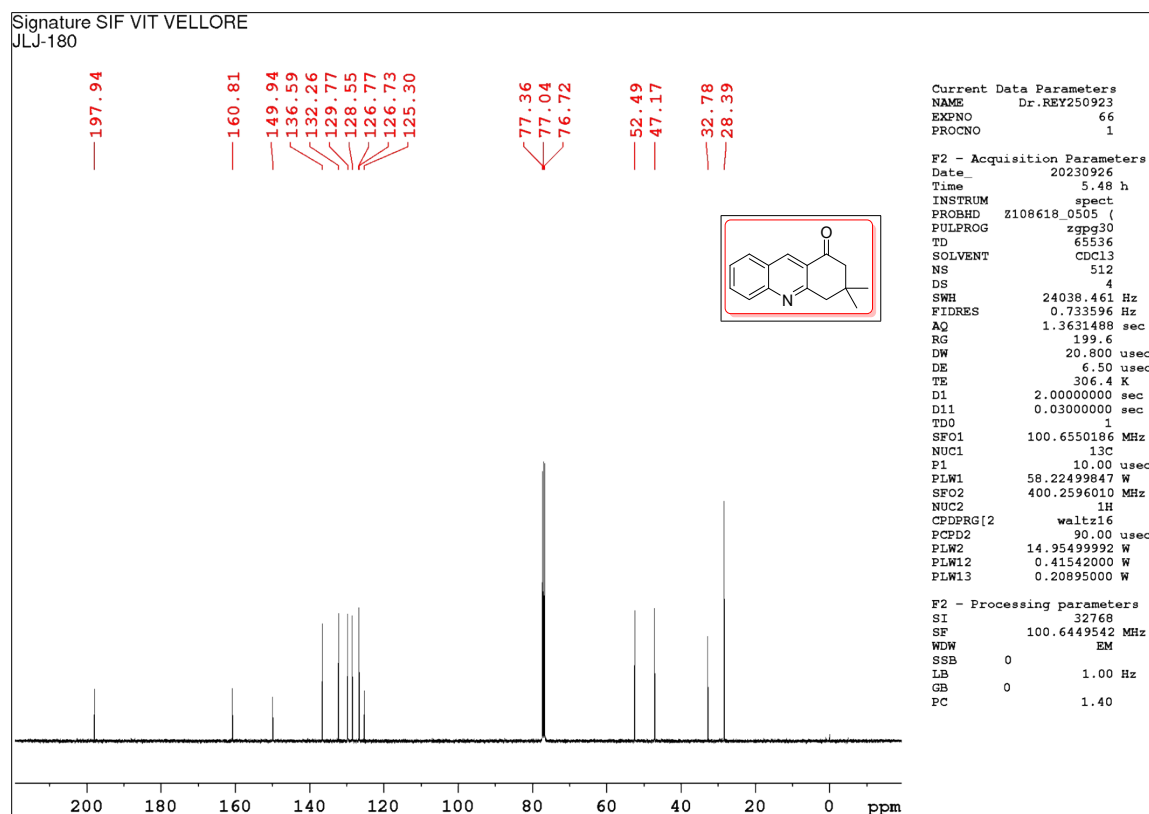 Signature SIF VIT VELLORE
JLJ-180
197.94
160.81
149.94
136.59
132.26
129.77
128.55
126.77
126.73
125.30
77.36
77.04
76.72
52.49
47.17
32.78
28.39
O
N
Current Data Parameters
NAME Dr.REY250923
EXPNO 66
PROCNO 1
F2 - Acquisition Parameters
Date_ 20230926
Time 5.48 h
INSTRUM spect
PROBHD Z108618_0505 (
PULPROG zgpg30
TD 65536
SOLVENT CDCl3
NS 512
DS 4
SWH 24038.461 Hz
FIDRES 0.733596 Hz
AQ 1.3631488 sec
RG 199.6
DW 20.800 usec
DE 6.50 usec
TE 306.4 K
D1 2.00000000 sec
D11 0.03000000 sec
TD0 1
SFO1 100.6550186 MHz
NUC1 13C
P1 10.00 usec
PLW1 58.22499847 W
SFO2 400.2596010 MHz
NUC2 1H
CPDPRG[2 waltz16
PCPD2 90.00 usec
PLW2 14.95499992 W
PLW12 0.41542000 W
PLW13 0.20895000 W
F2 - Processing parameters
SI 32768
SF 100.6449542 MHz
WDW EM
SSB 0
LB 1.00 Hz
GB 0
PC 1.40
200 180 160 140 120 100 80 60 40 20 0 ppm